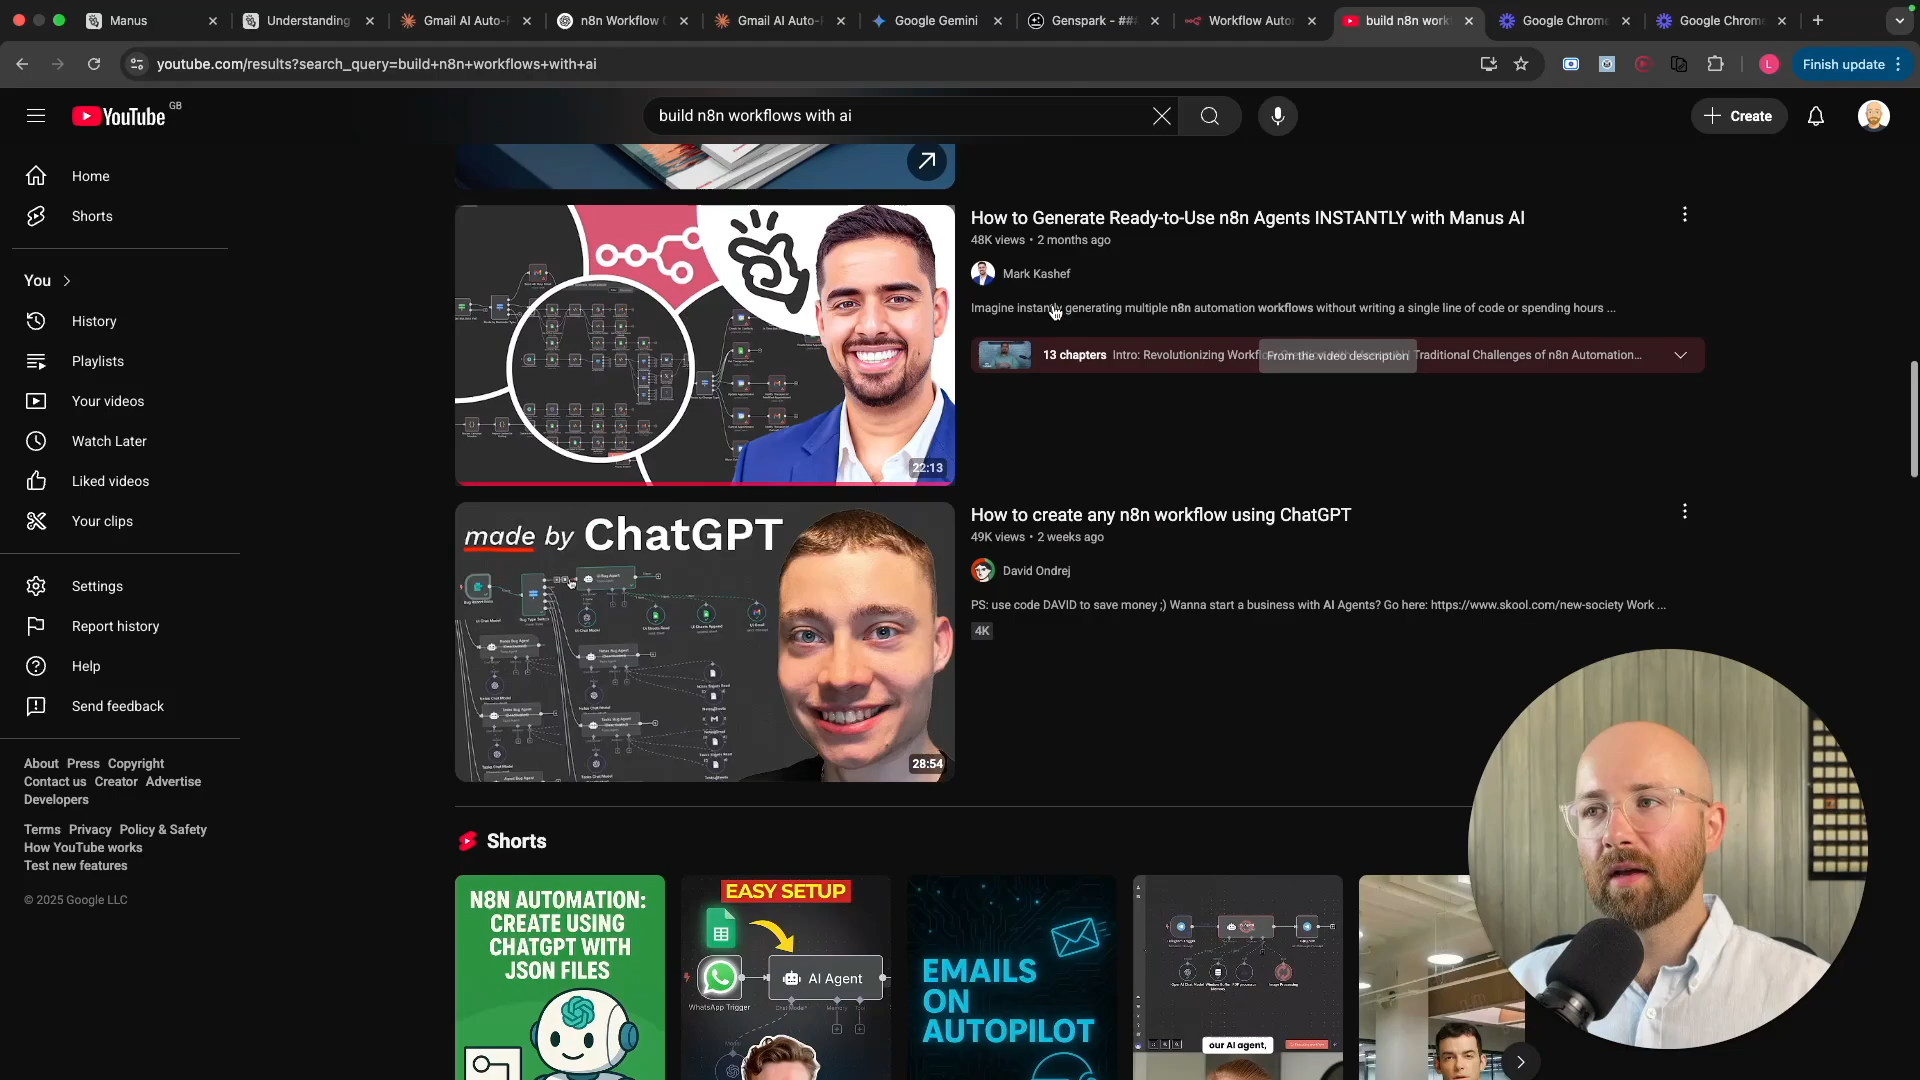 Manus
Understanding
Gmail AI Auto-
n8n Workflow
Gmail AI Auto-
Google Gemini
Genspark - ##
Workflow Auto
build n8n work
Google Chrome
Google Chrom
youtube.com/results?search_query=build+n8n+workflows+with+ai
L
Finish update
YouTube
GB
build n8n workflows with ai
Create
Home
Shorts
You
History
Playlists
Your videos
Watch Later
Liked videos
Your clips
Settings
Report history
Help
Send feedback
About Press Copyright
Contact us Creator Advertise
Developers
Terms Privacy Policy & Safety
How YouTube works
Test new features
© 2025 Google LLC
22:13
How to Generate Ready-to-Use n8n Agents INSTANTLY with Manus AI
48K views • 2 months ago
Mark Kashef
Imagine instantly generating multiple n8n automation workflows without writing a single line of code or spending hours ...
13 chapters Intro: Revolutionizing Workf
From the video description
Traditional Challenges of n8n Automation...
made by ChatGPT
28:54
How to create any n8n workflow using ChatGPT
49K views • 2 weeks ago
David Ondrej
PS: use code DAVID to save money ;) Wanna start a business with AI Agents? Go here: https://www.skool.com/new-society Work ...
4K
Shorts
N8N AUTOMATION:
CREATE USING
CHATGPT WITH
JSON FILES
EASY SETUP
AI Agent
WhatsApp Trigger
Chat Model*
Memory
Tool
Model
EMAILS
ON
AUTOPILOT
our AI agent,